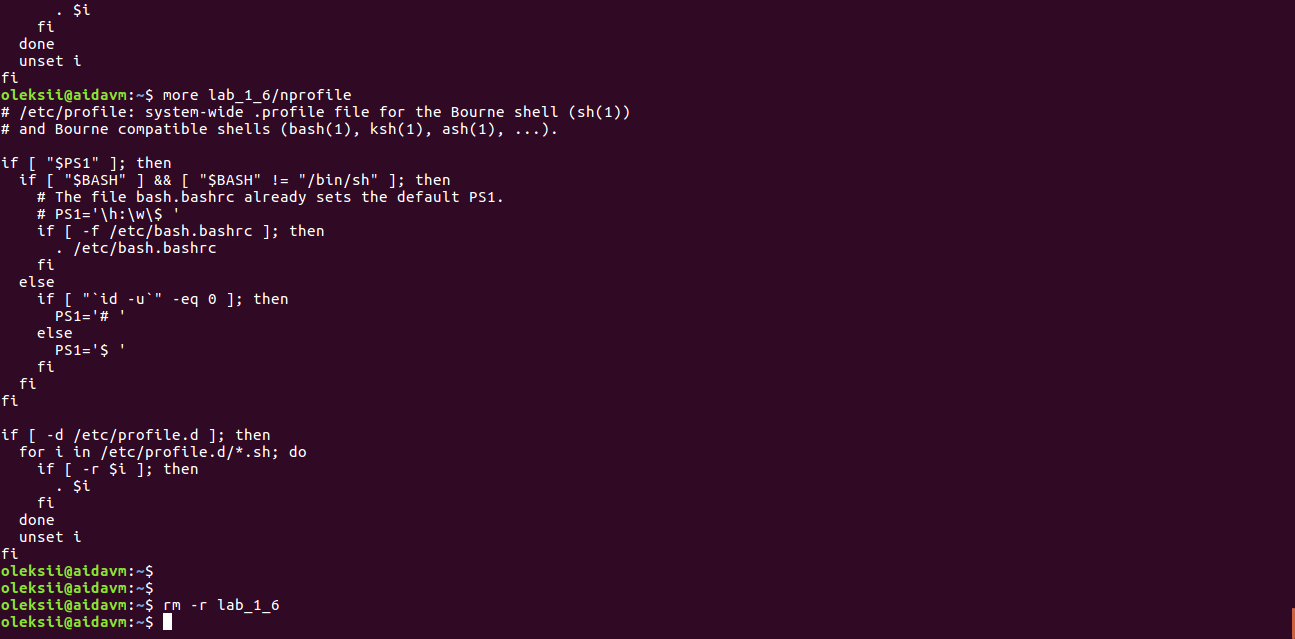 . $i
    fi
  done
  unset i
fi
oleksii@aidavm:~$ more lab_1_6/nprofile
# /etc/profile: system-wide .profile file for the Bourne shell (sh(1))
# and Bourne compatible shells (bash(1), ksh(1), ash(1), ...).

if [ "$PS1" ]; then
  if [ "$BASH" ] && [ "$BASH" != "/bin/sh" ]; then
    # The file bash.bashrc already sets the default PS1.
    # PS1='\h:\w\$ '
    if [ -f /etc/bash.bashrc ]; then
      . /etc/bash.bashrc
    fi
  else
    if [ "`id -u`" -eq 0 ]; then
      PS1='# '
    else
      PS1='$ '
    fi
  fi
fi

if [ -d /etc/profile.d ]; then
  for i in /etc/profile.d/*.sh; do
    if [ -r $i ]; then
      . $i
    fi
  done
  unset i
fi
oleksii@aidavm:~$
oleksii@aidavm:~$
oleksii@aidavm:~$ rm -r lab_1_6
oleksii@aidavm:~$